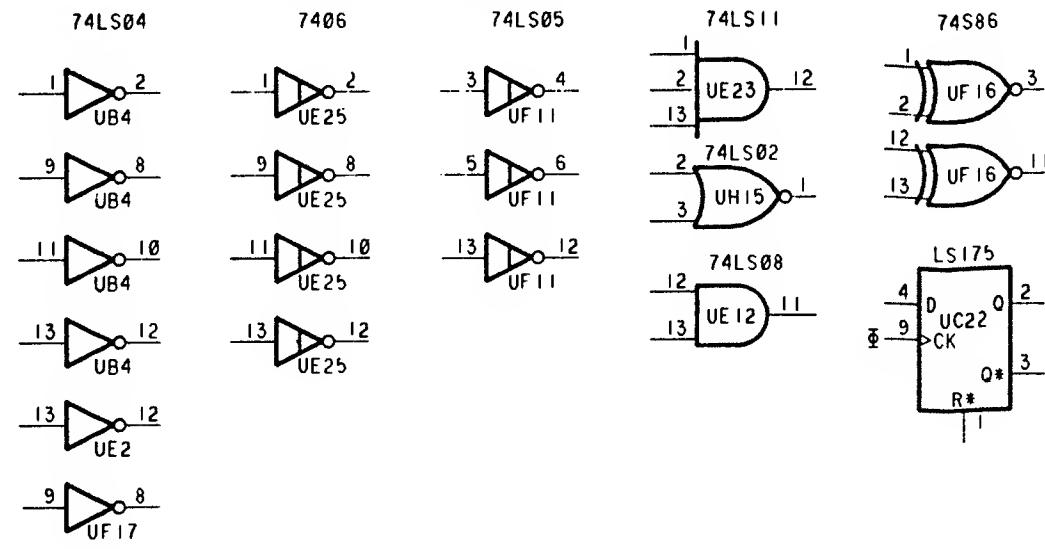 74LS04
1 2
UB4
9 8
UB4
11 10
UB4
13 12
UB4
13 12
UE2
9 8
UF17
7406
1 2
UE25
9 8
UE25
11 10
UE25
13 12
UE25
74LS05
3 4
UF11
5 6
UF11
13 12
UF11
74LS11
1
2 UE23 12
13
74LS02
2
UH15 1
3
74LS08
12
UE12 11
13
74S86
1
UF16 3
2
12
UF16 11
13
LS175
4 D Q 2
UC22
Φ 9 CK
Q* 3
R*
1